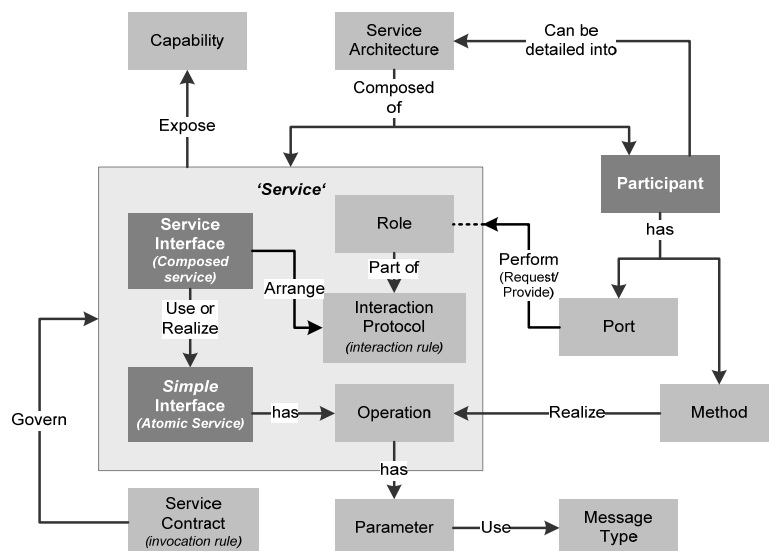 Capability
Service
Architecture
Can be
detailed into
Composed
of
Expose
Participant
‘Service‘
has
Service
Interface
(Composed
service)
Role
Perform
(Request/
Provide)
Part of
Arrange
Use or
Realize
Interaction
Protocol
(interaction rule)
Port
Simple
Interface
(Atomic Service)
has
Operation
Realize
Method
Govern
has
Service
Contract
(invocation rule)
Parameter
Use
Message
Type